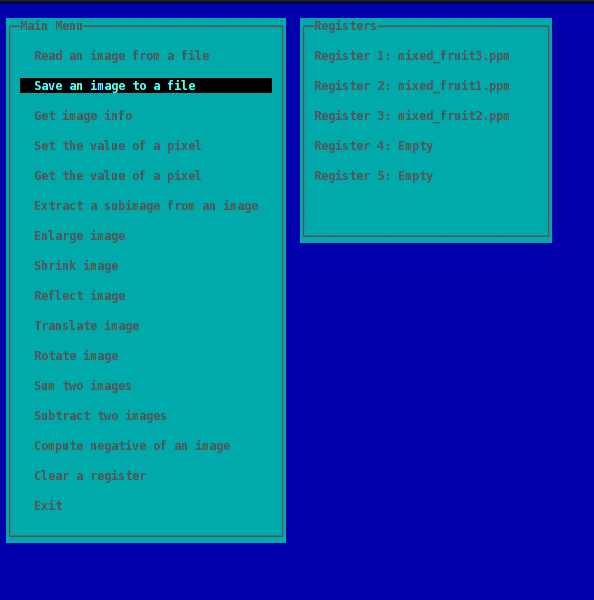 Main Menu
Read an image from a file
Save an image to a file
Get image info
Set the value of a pixel
Get the value of a pixel
Extract a subimage from an image
Enlarge image
Shrink image
Reflect image
Translate image
Rotate image
Sum two images
Subtract two images
Compute negative of an image
Clear a register
Exit
Registers
Register 1: mixed_fruit3.ppm
Register 2: mixed_fruit1.ppm
Register 3: mixed_fruit2.ppm
Register 4: Empty
Register 5: Empty